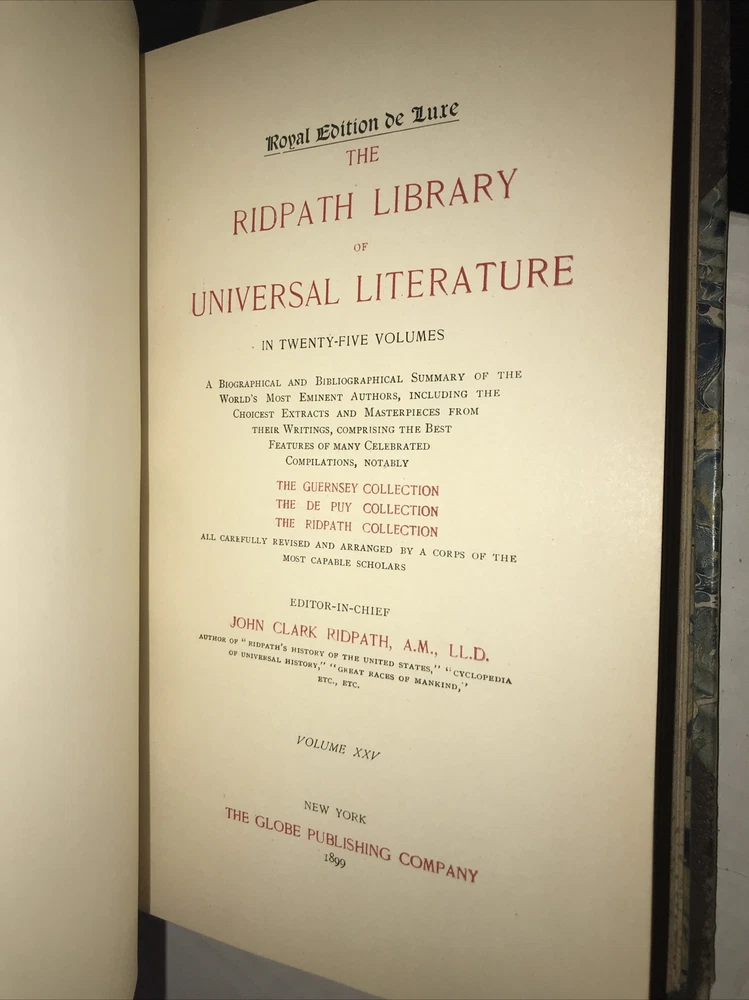 Royal Edition de Luxe
THE
RIDPATH LIBRARY
OF
UNIVERSAL LITERATURE
IN TWENTY-FIVE VOLUMES
A BIOGRAPHICAL AND BIBLIOGRAPHICAL SUMMARY OF THE
WORLD'S MOST EMINENT AUTHORS, INCLUDING THE
CHOICEST EXTRACTS AND MASTERPIECES FROM
THEIR WRITINGS, COMPRISING THE BEST
FEATURES OF MANY CELEBRATED
COMPILATIONS, NOTABLY
THE GUERNSEY COLLECTION
THE DE PUY COLLECTION
THE RIDPATH COLLECTION
ALL CAREFULLY REVISED AND ARRANGED BY A CORPS OF THE
MOST CAPABLE SCHOLARS
EDITOR-IN-CHIEF
JOHN CLARK RIDPATH, A.M., LL.D.
AUTHOR OF "RIDPATH'S HISTORY OF THE UNITED STATES," "CYCLOPEDIA
OF UNIVERSAL HISTORY," "GREAT RACES OF MANKIND,"
ETC., ETC.
VOLUME XXV
NEW YORK
THE GLOBE PUBLISHING COMPANY
1899